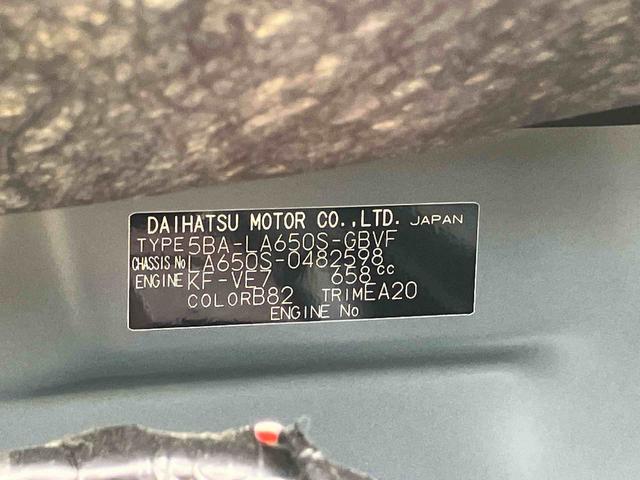 DAIHATSU MOTOR CO.,LTD. JAPAN
TYPE 5BA-LA650S-GBVF
CHASSIS No LA650S-0482598
ENGINE KF-VE7 658cc
COLOR B82 TRIM EA20
ENGINE No